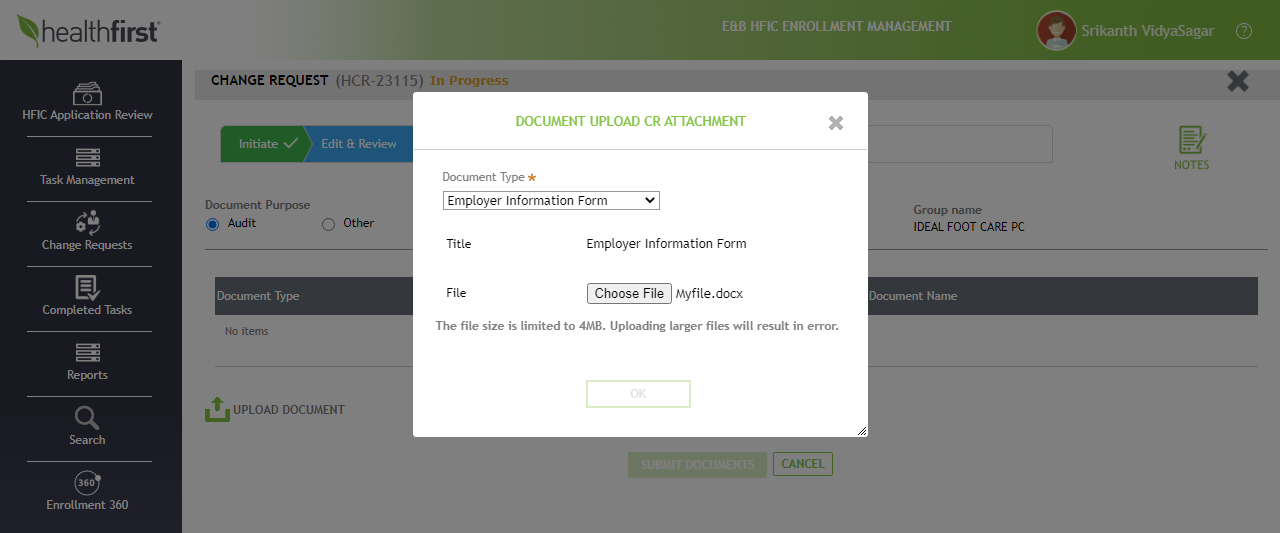 healthfirst
E&B HFIC ENROLLMENT MANAGEMENT
Srikanth VidyaSagar
?
HFIC Application Review
Task Management
Change Requests
Completed Tasks
Reports
Search
360°
Enrollment 360
CHANGE REQUEST (HCR-23115) In Progress
Initiate
Edit & Review
NOTES
Document Purpose
Audit
Other
Group name
IDEAL FOOT CARE PC
Document Type
Document Name
No items
UPLOAD DOCUMENT
SUBMIT DOCUMENTS
CANCEL
DOCUMENT UPLOAD CR ATTACHMENT
Document Type *
Employer Information Form
Title Employer Information Form
File Choose File Myfile.docx
The file size is limited to 4MB. Uploading larger files will result in error.
OK